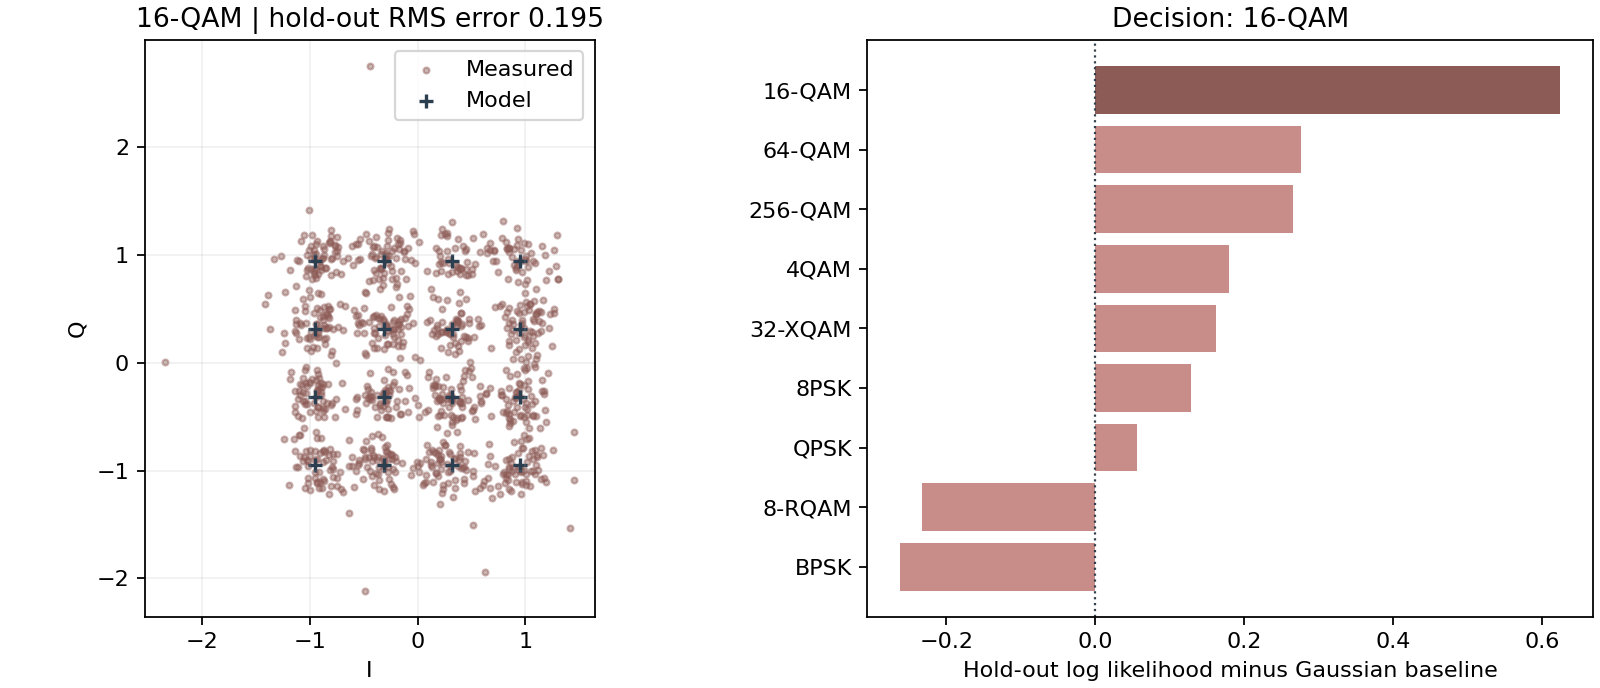 16-QAM | hold-out RMS error 0.195
Measured
Model
2
1
0
−1
−2
Q
−2
−1
0
1
I
Decision: 16-QAM
16-QAM
64-QAM
256-QAM
4QAM
32-XQAM
8PSK
QPSK
8-RQAM
BPSK
−0.2
0.0
0.2
0.4
0.6
Hold-out log likelihood minus Gaussian baseline